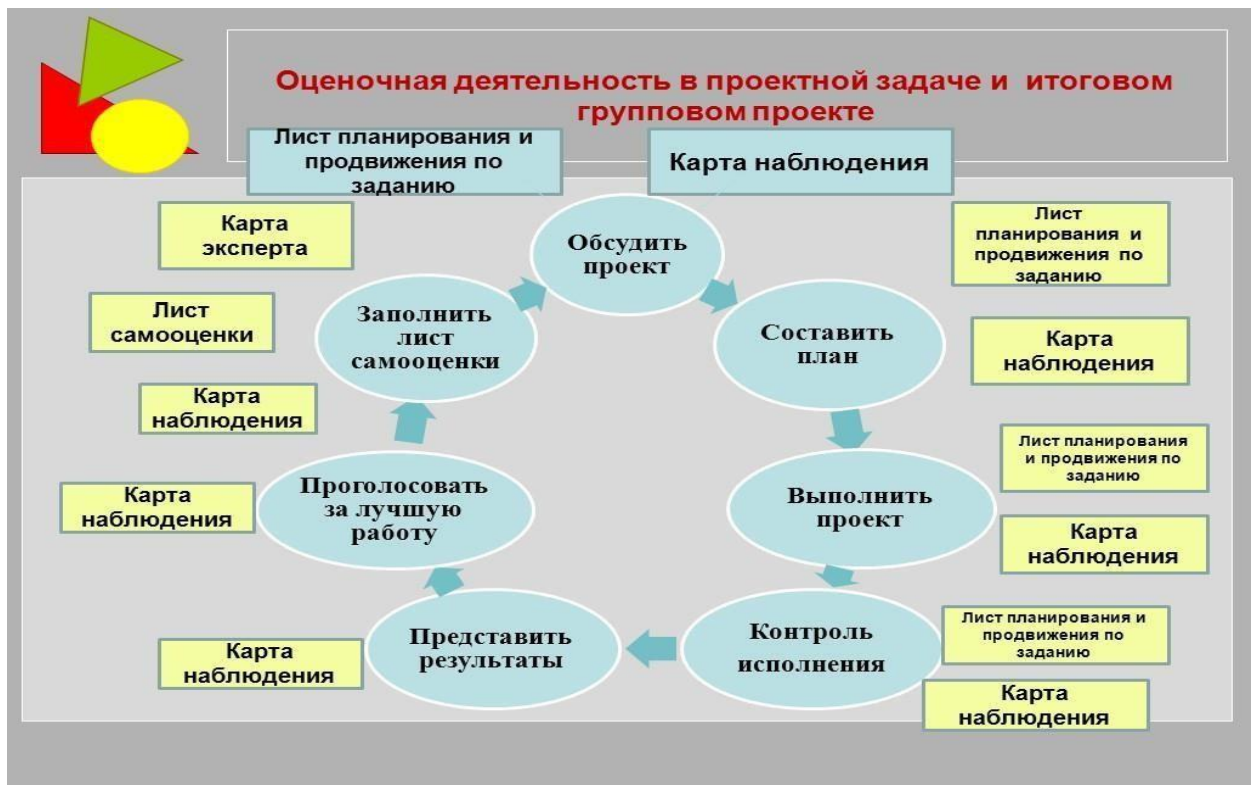 Оценочная деятельность в проектной задаче и итоговом
групповом проекте
Лист планирования и
продвижения по
заданию
Карта наблюдения
Карта
эксперта
Обсудить
проект
Лист
планирования и
продвижения по
заданию
Лист
самооценки
Заполнить
лист
самооценки
Составить
план
Карта
наблюдения
Карта
наблюдения
Лист планирования
и продвижения по
заданию
Карта
наблюдения
Проголосовать
за лучшую
работу
Выполнить
проект
Карта
наблюдения
Лист планирования и
продвижения по
заданию
Карта
наблюдения
Представить
результаты
Контроль
исполнения
Карта
наблюдения